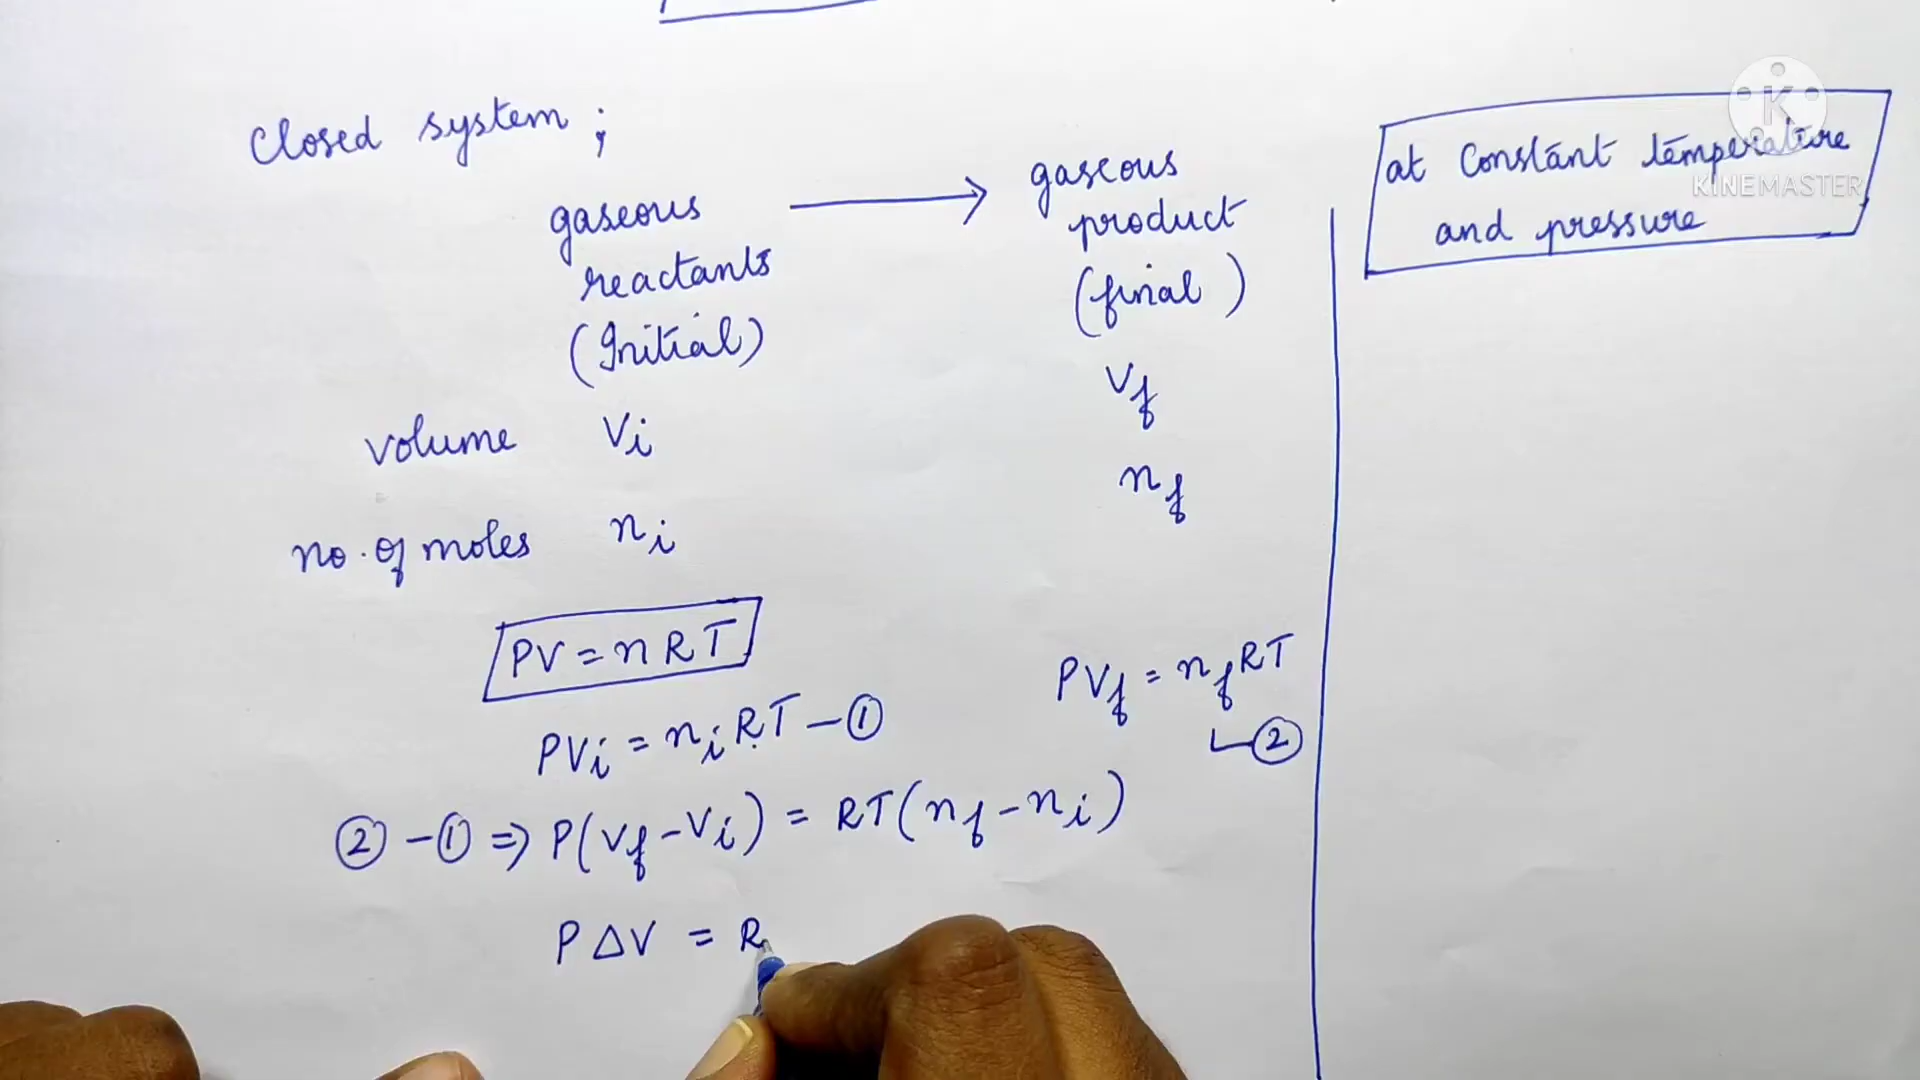 closed system ;
gaseous reactants (Initial) ⟶ gaseous product (final)
volume Vi Vf
no. of moles ni nf
PV = nRT
PVi = niRT – ①
PVf = nfRT
②
② – ① ⇒ P(Vf – Vi) = RT(nf – ni)
P ΔV = R
at constant temperature
and pressure
K
KINEMASTER